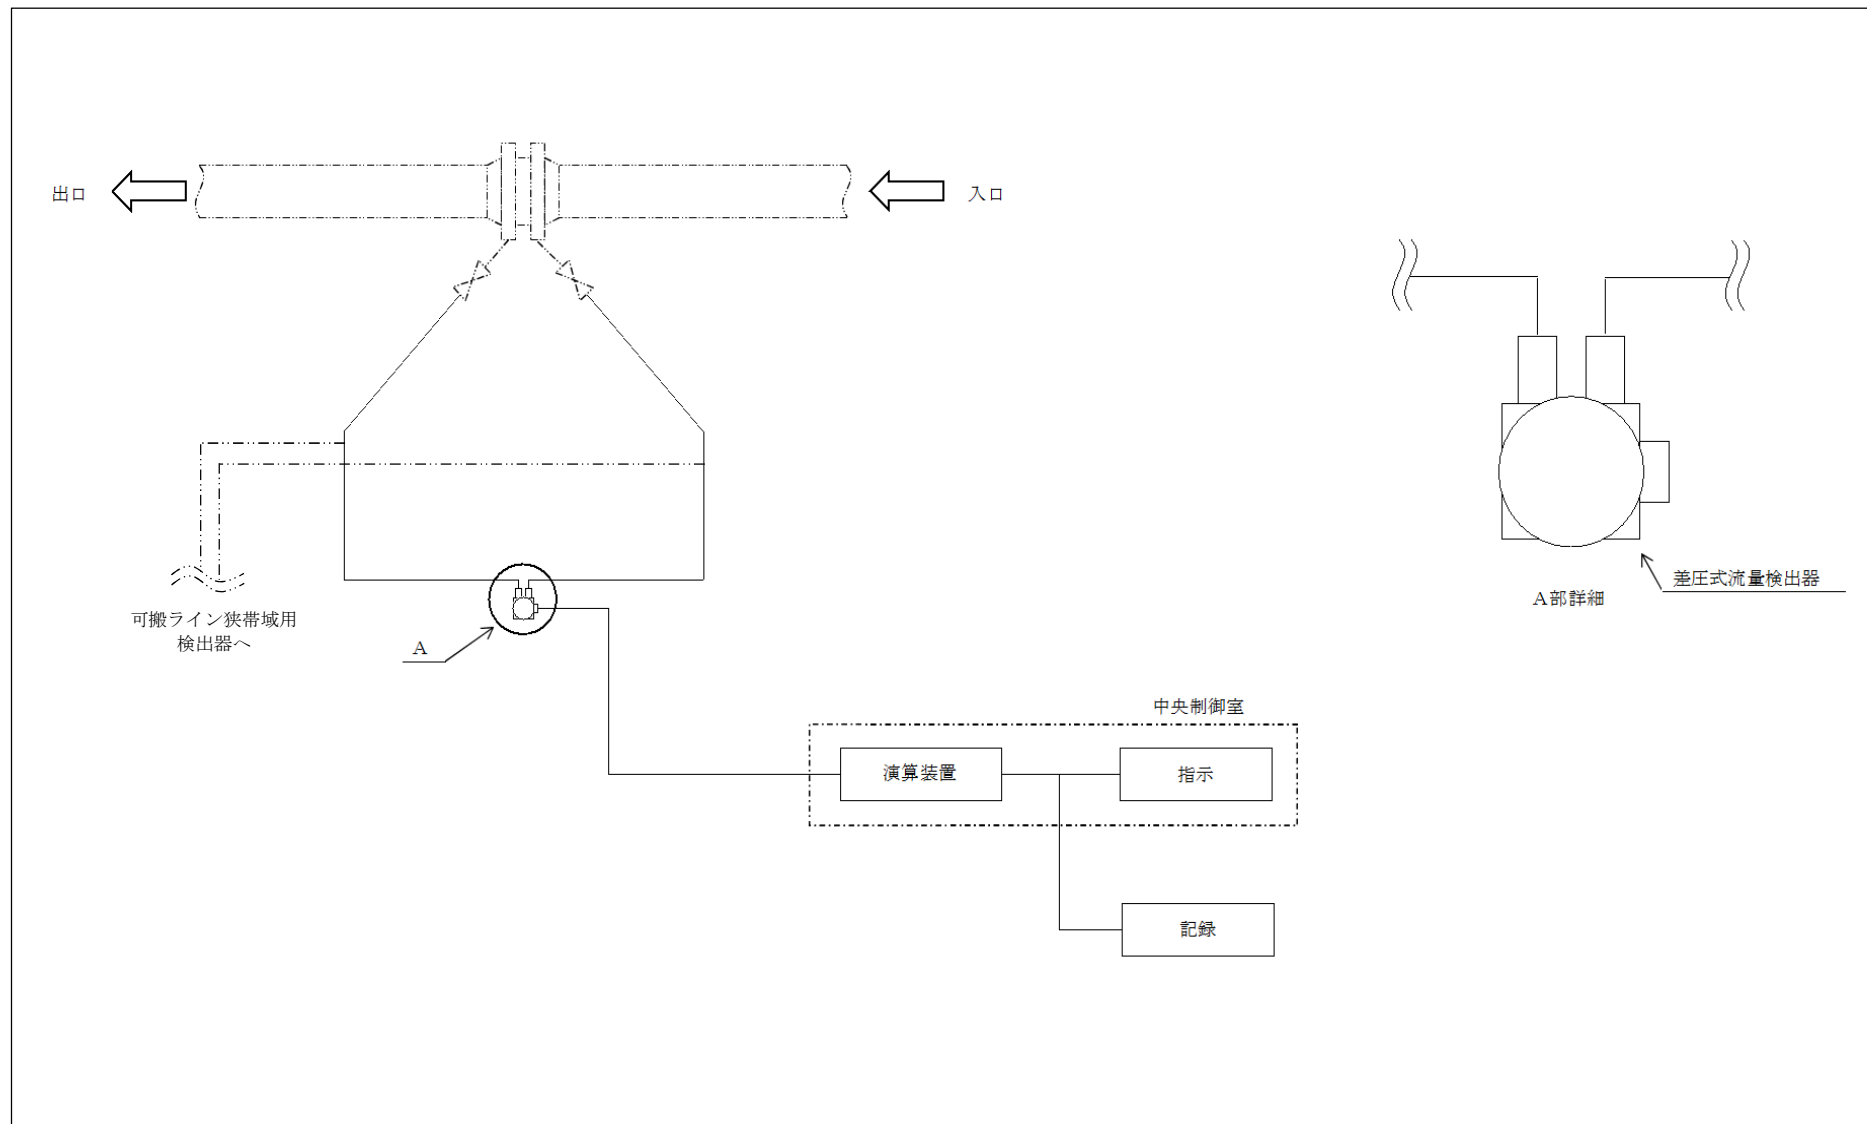 出口
入口
可搬ライン狭帯域用
検出器へ
A
A部詳細
差圧式流量検出器
中央制御室
演算装置
指示
記録